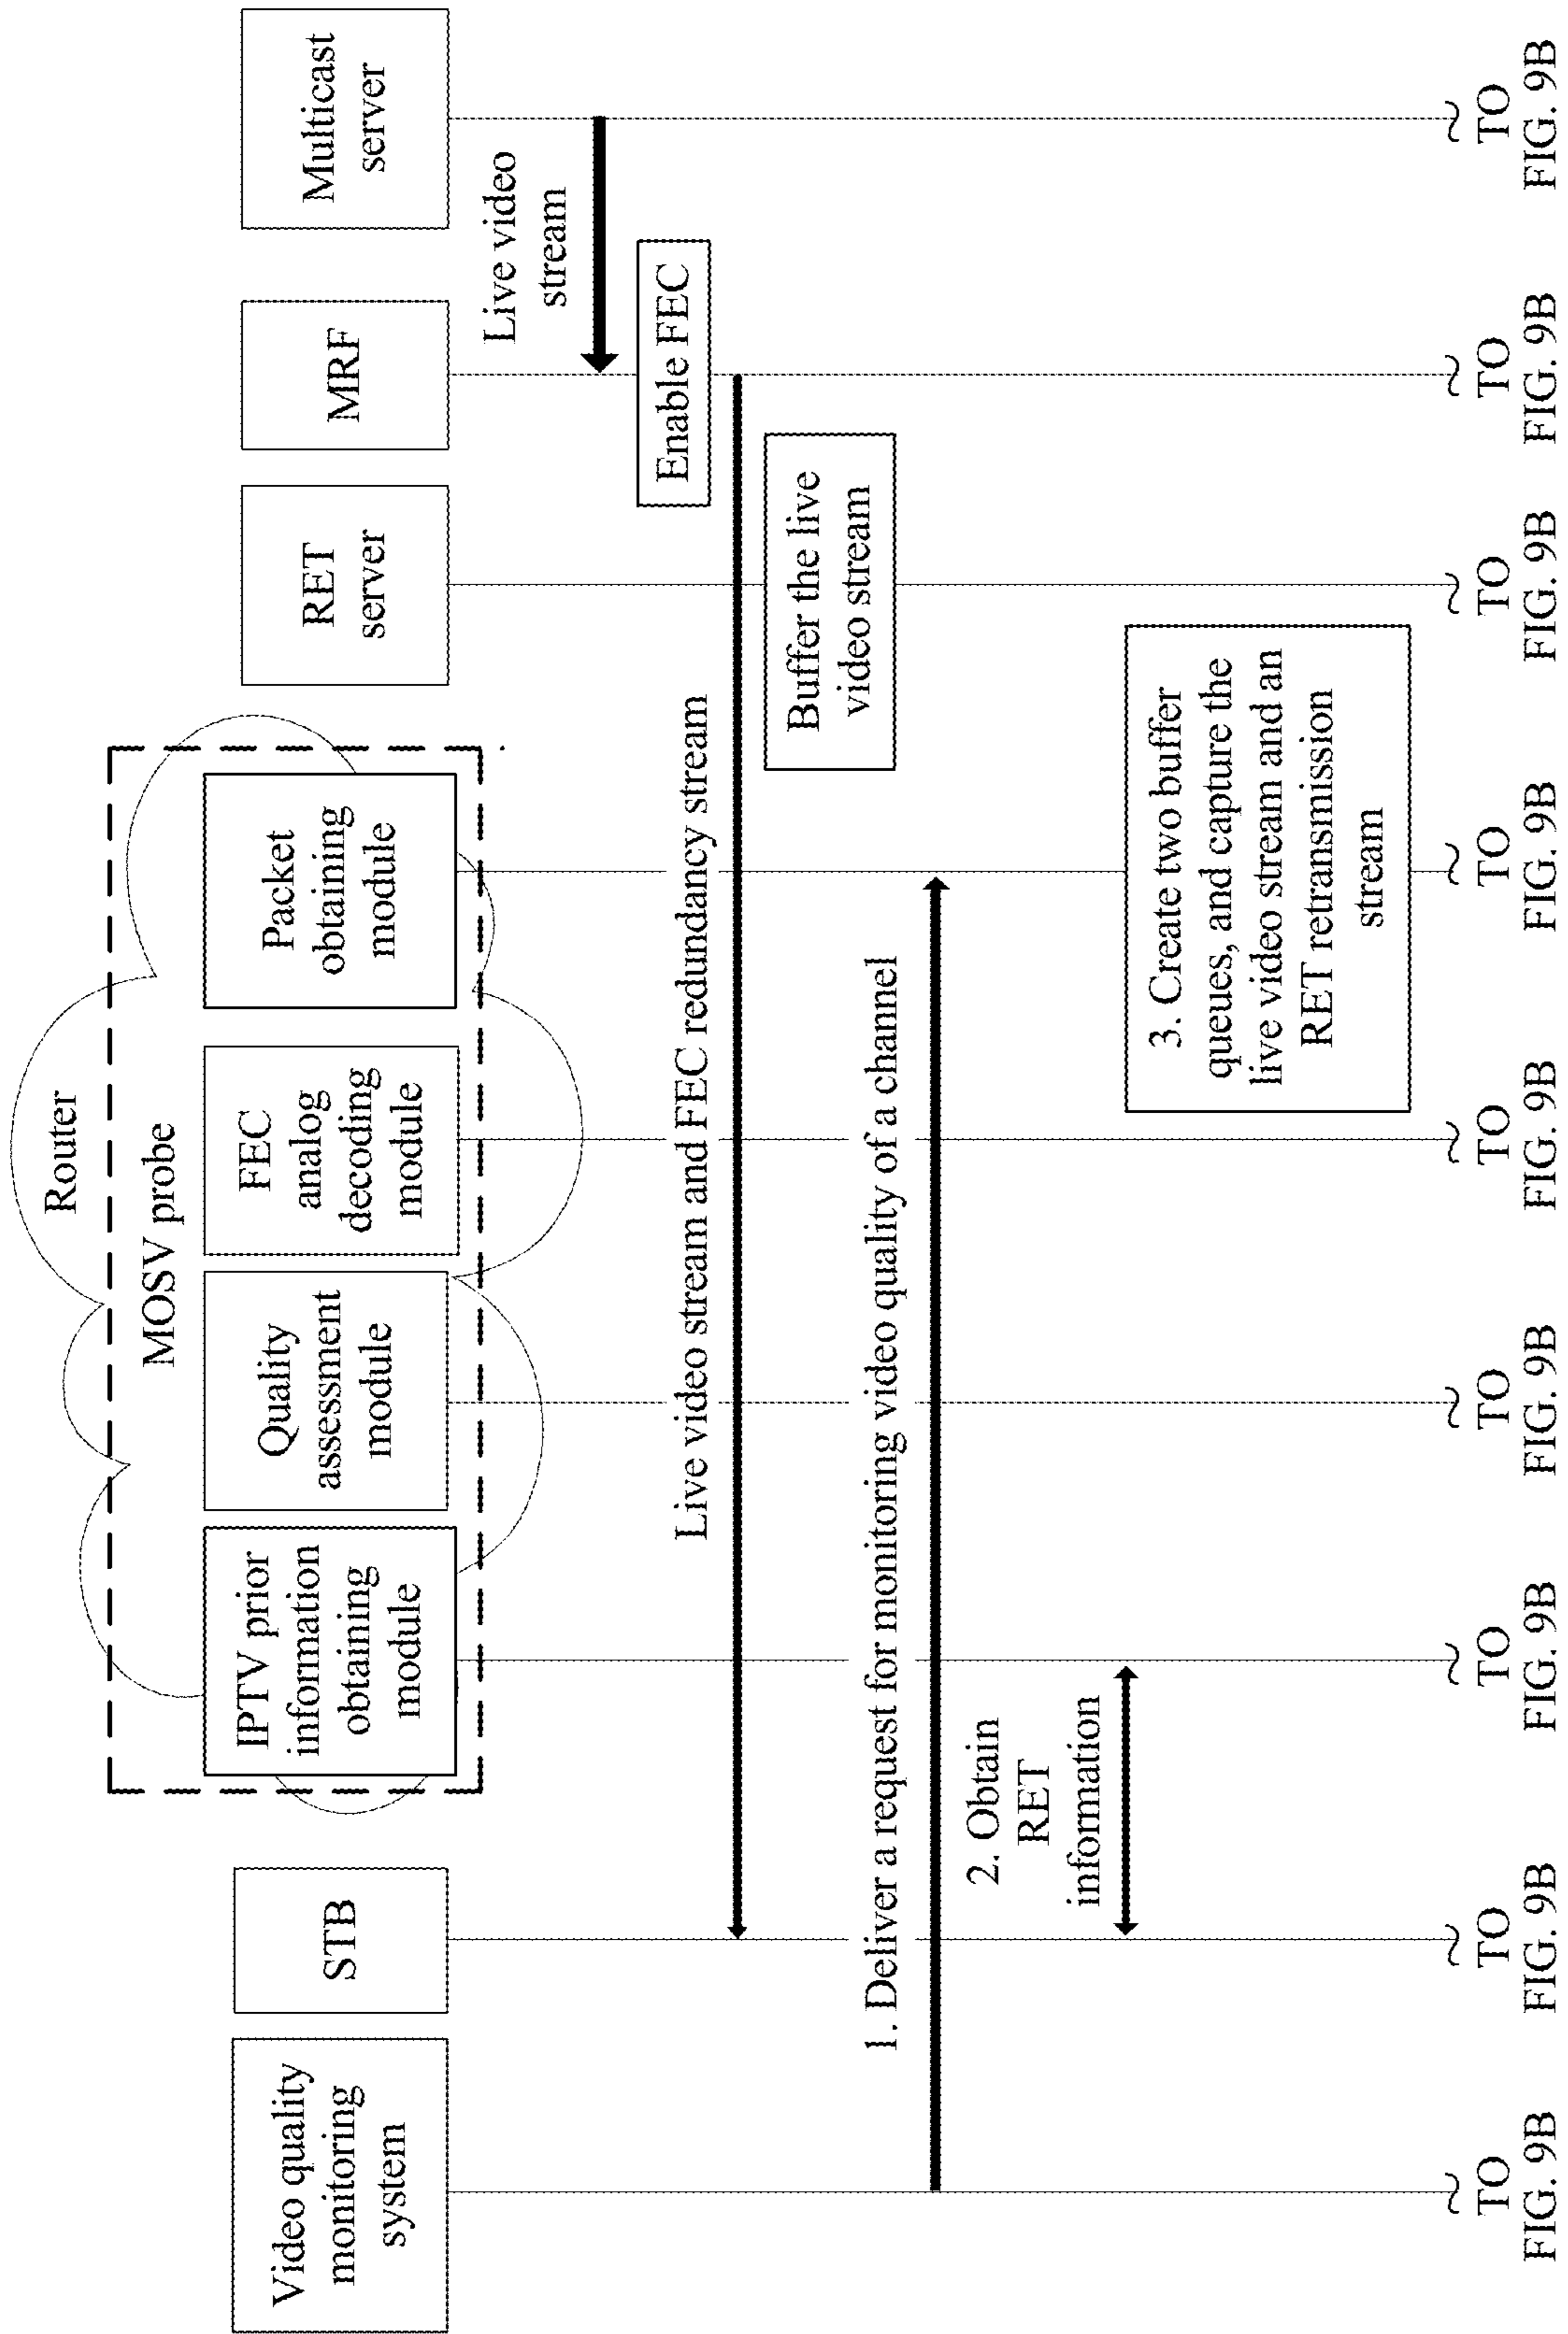 Router
MOSV probe
Video quality
monitoring
system
STB
IPTV prior
information
obtaining
module
Quality
assessment
module
FEC
analog
decoding
module
Packet
obtaining
module
RET
server
MRF
Multicast
server
Live video
stream
Enable FEC
Live video stream and FEC redundancy stream
Buffer the live
video stream
1. Deliver a request for monitoring video quality of a channel
2. Obtain
RET
information
3. Create two buffer
queues, and capture the
live video stream and an
RET retransmission
stream
TO
FIG. 9B
TO
FIG. 9B
TO
FIG. 9B
TO
FIG. 9B
TO
FIG. 9B
TO
FIG. 9B
TO
FIG. 9B
TO
FIG. 9B
TO
FIG. 9B